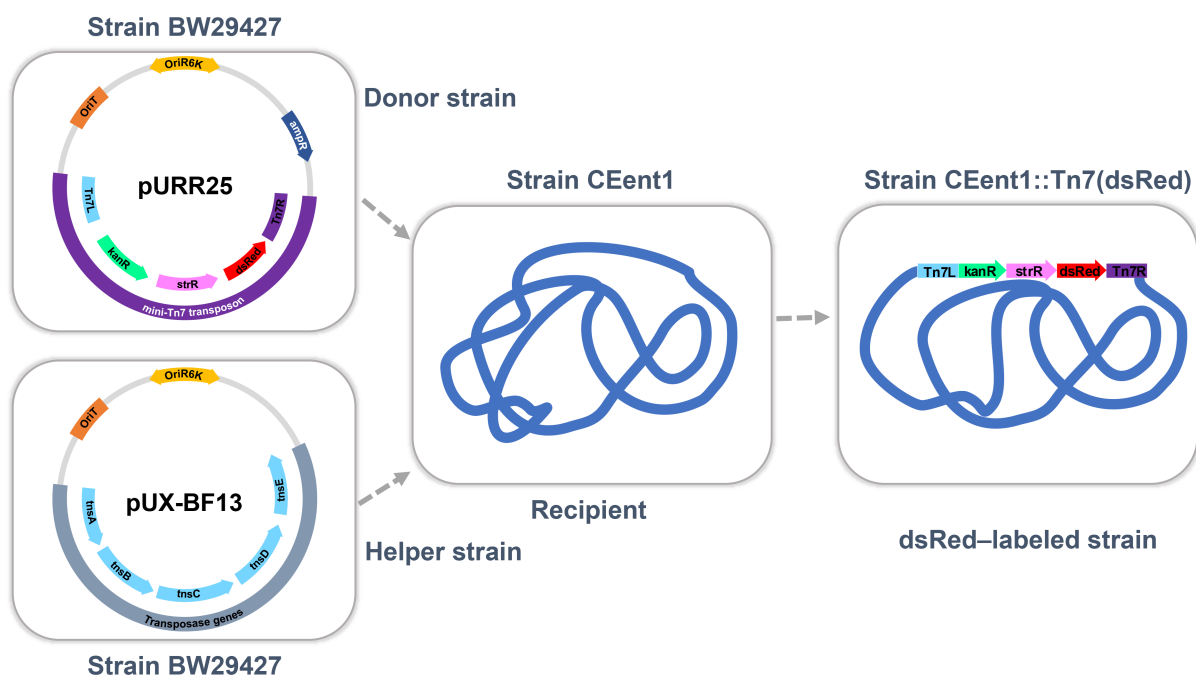 Strain BW29427
OriR6K
OriT
ampR
pURR25
Tn7L
Tn7R
kanR
dsRed
strR
mini-Tn7 transposon
Donor strain
Strain CEent1
Recipient
Strain CEent1::Tn7(dsRed)
Tn7L kanR strR dsRed Tn7R
dsRed–labeled strain
OriR6K
OriT
pUX-BF13
tnsA
tnsB
tnsC
tnsD
tnsE
Transposase genes
Helper strain
Strain BW29427